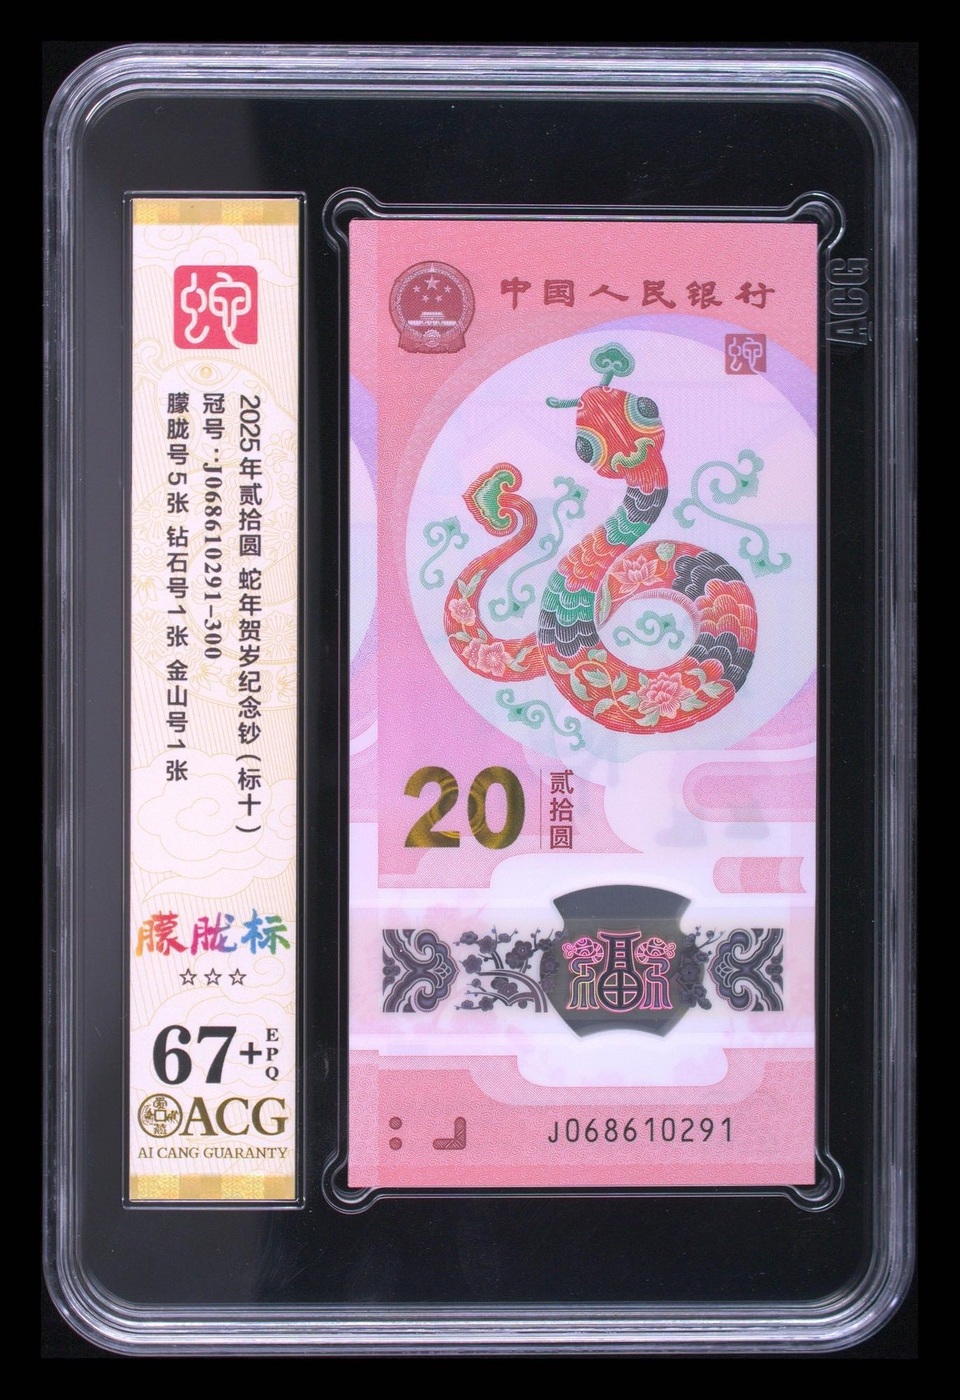 蛇
2025年贰拾圆 蛇年贺岁纪念钞（标十）
冠号：J068610291-300
朦胧号5张 钻石号1张 金山号1张
朦胧标
☆☆☆
67+
EPQ
ACG
AI CANG GUARANTY
中国人民银行
蛇
20
贰拾圆
福
J068610291
ACG